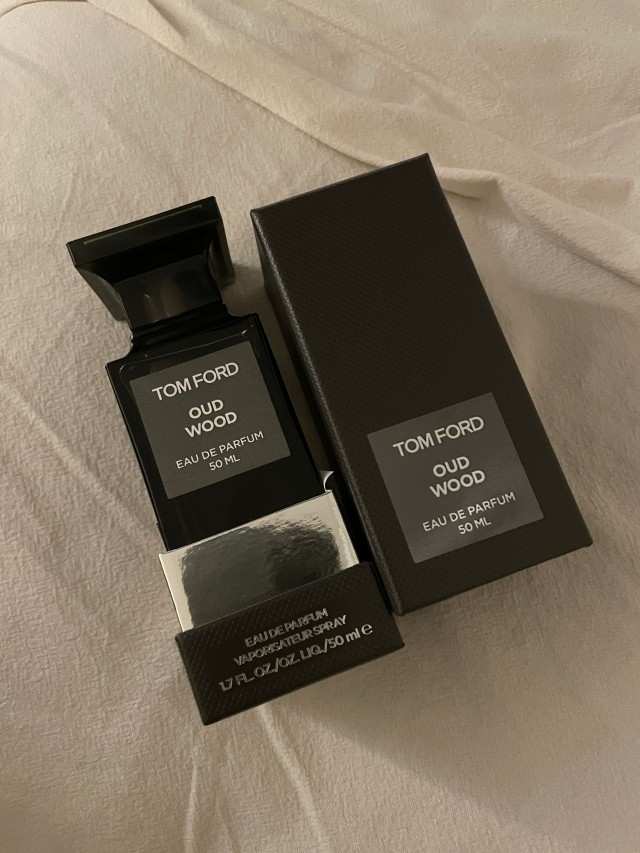 TOM FORD
OUD
WOOD
EAU DE PARFUM
50 ML
TOM FORD
OUD
WOOD
EAU DE PARFUM
50 ML
EAU DE PARFUM
VAPORISATEUR SPRAY
1.7 FL. OZ./OZ. LIQ./50 ml ℮